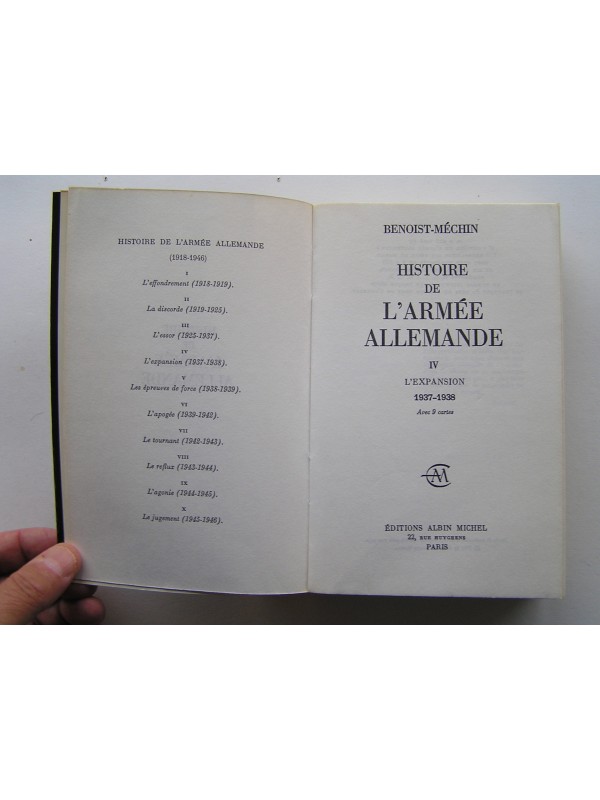 HISTOIRE DE L'ARMÉE ALLEMANDE
(1918-1946)
I
L'effondrement (1918-1919).
II
La discorde (1919-1925).
III
L'essor (1925-1937).
IV
L'expansion (1937-1938).
V
Les épreuves de force (1938-1939).
VI
L'apogée (1939-1942).
VII
Le tournant (1942-1943).
VIII
Le reflux (1943-1944).
IX
L'agonie (1944-1945).
X
Le jugement (1945-1946).
BENOIST-MÉCHIN
HISTOIRE
DE
L'ARMÉE
ALLEMANDE
IV
L'EXPANSION
1937-1938
Avec 9 cartes
AM
ÉDITIONS ALBIN MICHEL
22, RUE HUYGHENS
PARIS